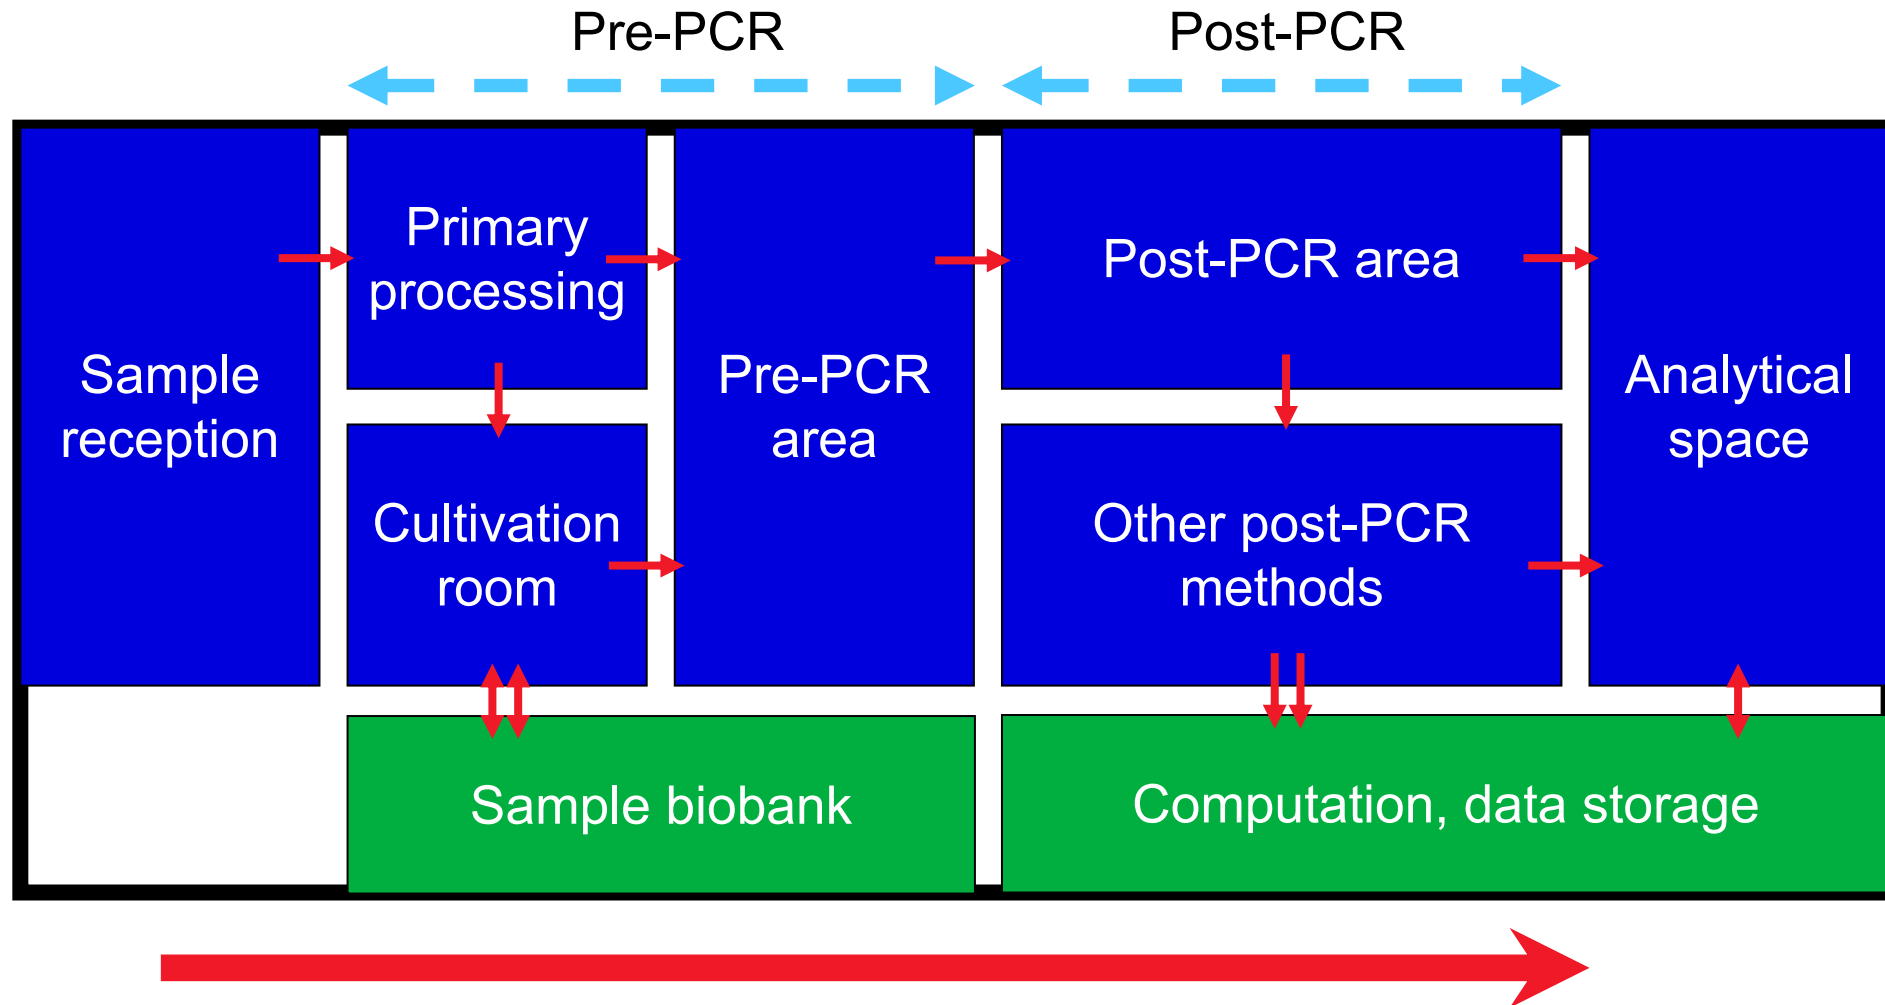 Pre-PCR
Post-PCR
Sample
reception
Primary
processing
Cultivation
room
Pre-PCR
area
Post-PCR area
Other post-PCR
methods
Analytical
space
Sample biobank
Computation, data storage